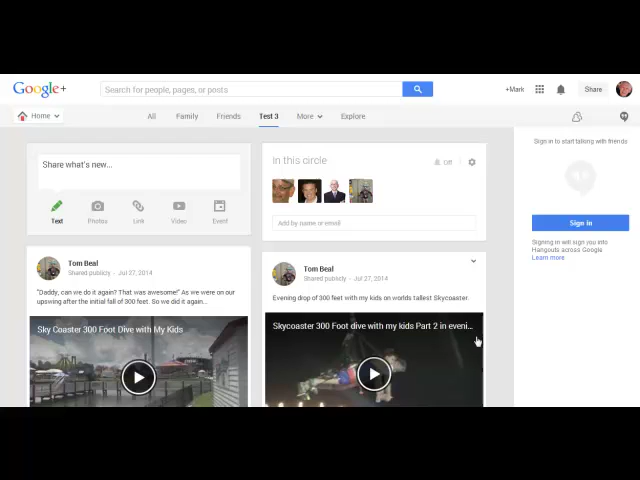 Google+
Search for people, pages, or posts
+Mark
Share
Home
All
Family
Friends
Test 3
More
Explore
Share what's new...
Text
Photos
Link
Video
Event
In this circle
Off
Add by name or email
Sign in to start talking with friends
Sign In
Signing in will sign you into
Hangouts across Google
Learn more
Tom Beal
Shared publicly - Jul 27, 2014
"Daddy, can we do it again? That was awesome!" As we were on our
upswing after the initial fall of 300 feet. So we did it again...
Sky Coaster 300 Foot Dive with My Kids
Tom Beal
Shared publicly - Jul 27, 2014
Evening drop of 300 feet with my kids on worlds tallest Skycoaster.
Skycoaster 300 Foot dive with my kids Part 2 in eveni...